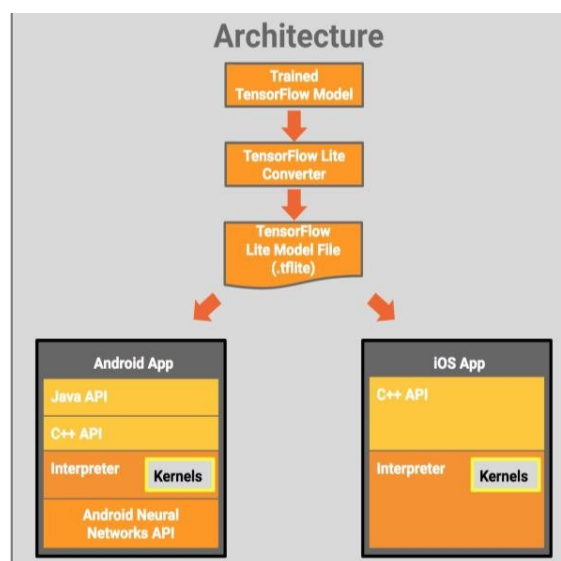 Architecture
Trained
TensorFlow Model
TensorFlow Lite
Converter
TensorFlow
Lite Model File
(.tflite)
Android App
Java API
C++ API
Interpreter
Kernels
Android Neural
Networks API
iOS App
C++ API
Interpreter
Kernels